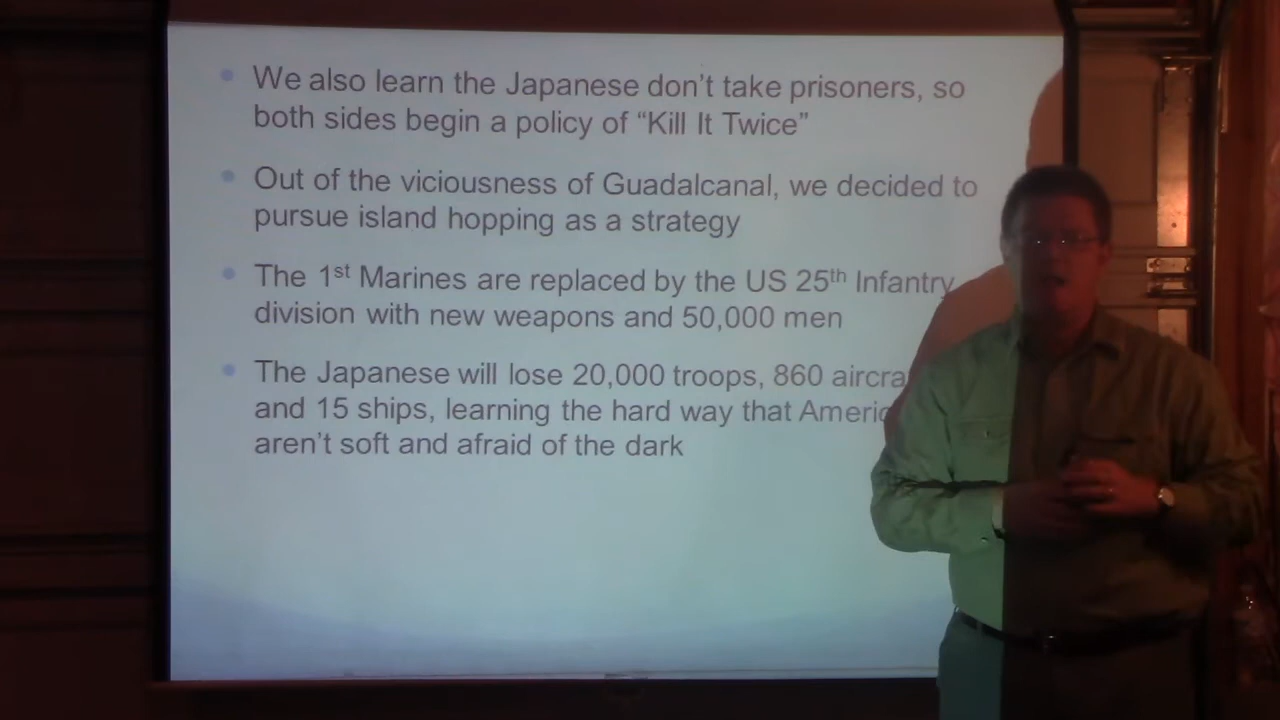 We also learn the Japanese don't take prisoners, so
both sides begin a policy of “Kill It Twice”
Out of the viciousness of Guadalcanal, we decided to
pursue island hopping as a strategy
The 1st Marines are replaced by the US 25th Infantry
division with new weapons and 50,000 men
The Japanese will lose 20,000 troops, 860 aircra
and 15 ships, learning the hard way that Americ
aren't soft and afraid of the dark